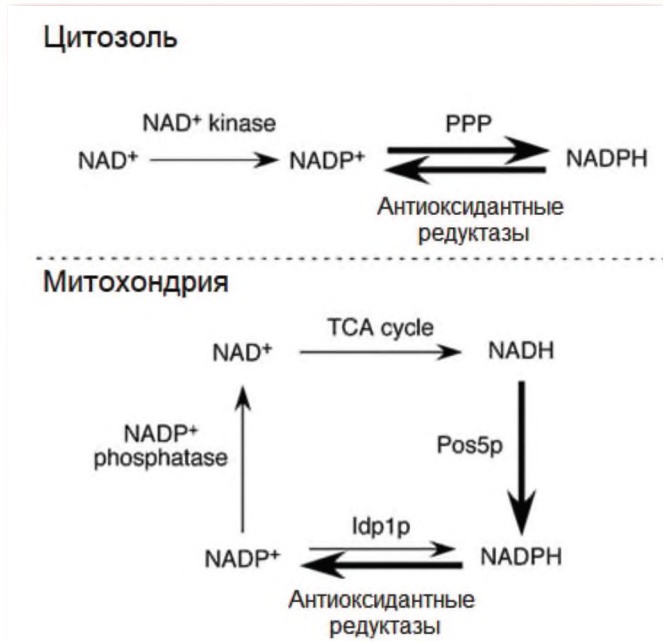 Цитозоль
NAD⁺ kinase
PPP
NAD⁺
NADP⁺
NADPH
Антиоксидантные
редуктазы
Митохондрия
TCA cycle
NAD⁺
NADH
NADP⁺
phosphatase
Pos5p
Idp1p
NADP⁺
NADPH
Антиоксидантные
редуктазы